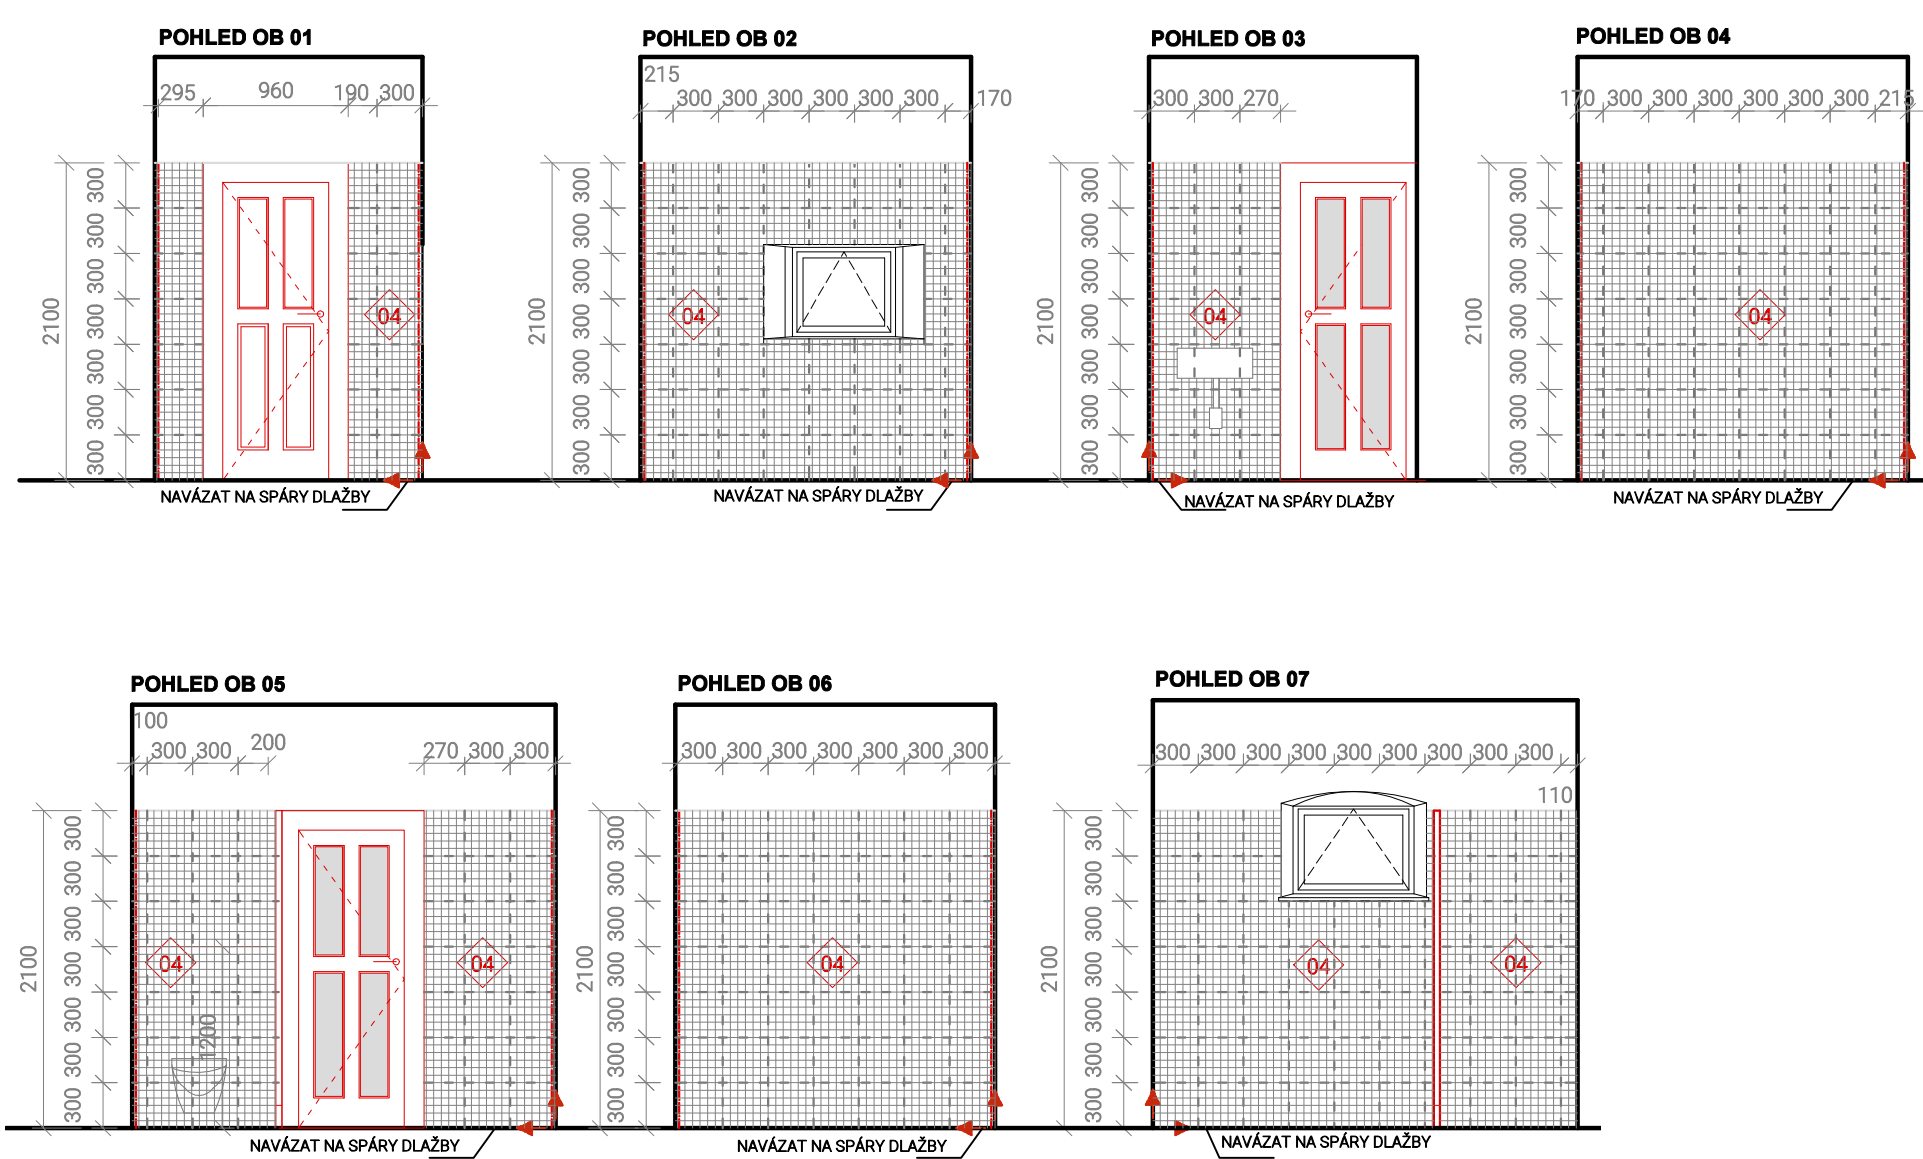 POHLED OB 01
295 960 190 300
2100
300 300 300 300 300 300 300
04
NAVÁZAT NA SPÁRY DLAŽBY
POHLED OB 02
215
300 300 300 300 300 300 170
2100
300 300 300 300 300 300 300
04
NAVÁZAT NA SPÁRY DLAŽBY
POHLED OB 03
300 300 270
2100
300 300 300 300 300 300 300
04
NAVÁZAT NA SPÁRY DLAŽBY
POHLED OB 04
170 300 300 300 300 300 300 215
2100
300 300 300 300 300 300 300
04
NAVÁZAT NA SPÁRY DLAŽBY
POHLED OB 05
100
300 300 200 270 300 300
2100
300 300 300 300 300 300 300
04 04
1200
NAVÁZAT NA SPÁRY DLAŽBY
POHLED OB 06
300 300 300 300 300 300 300
2100
300 300 300 300 300 300 300
04
NAVÁZAT NA SPÁRY DLAŽBY
POHLED OB 07
300 300 300 300 300 300 300 300 300
110
2100
300 300 300 300 300 300 300
04 04
NAVÁZAT NA SPÁRY DLAŽBY